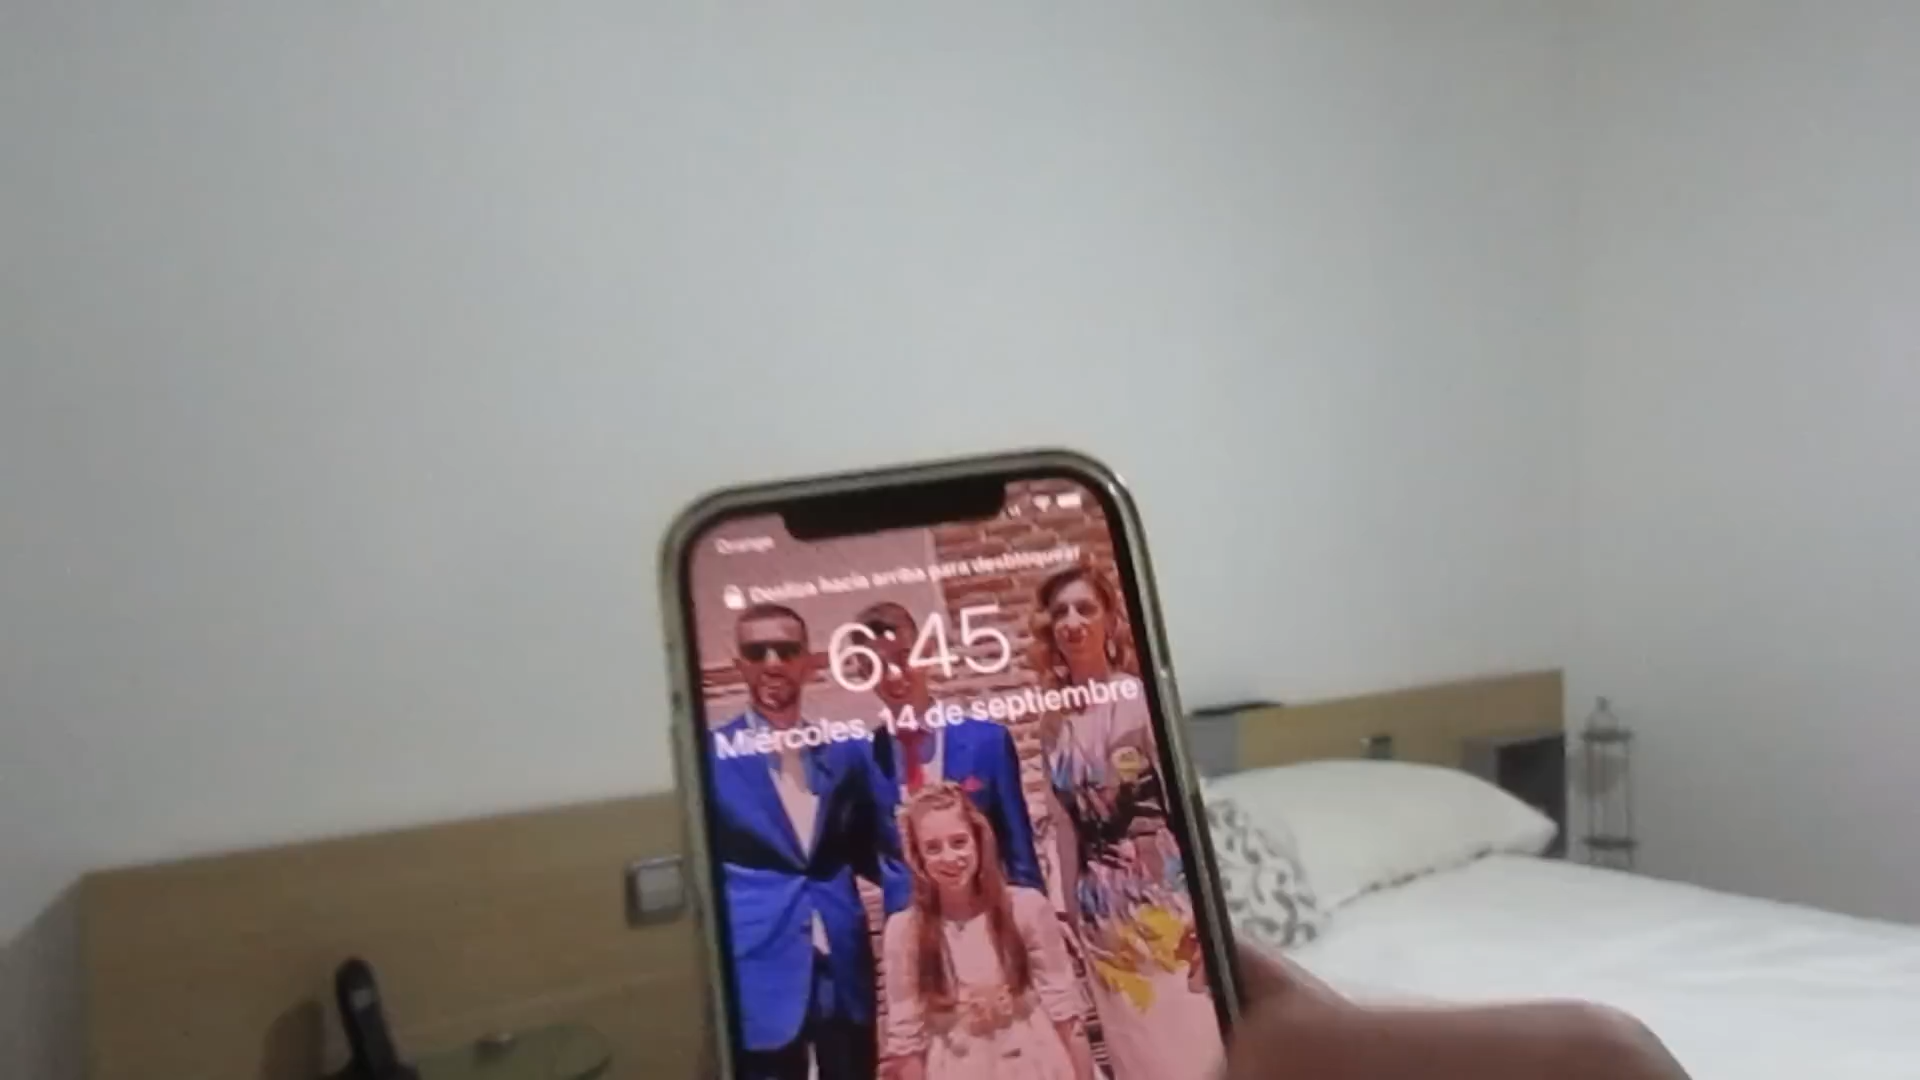 Orange
Desliza hacia arriba para desbloquear
6:45
Miércoles, 14 de septiembre